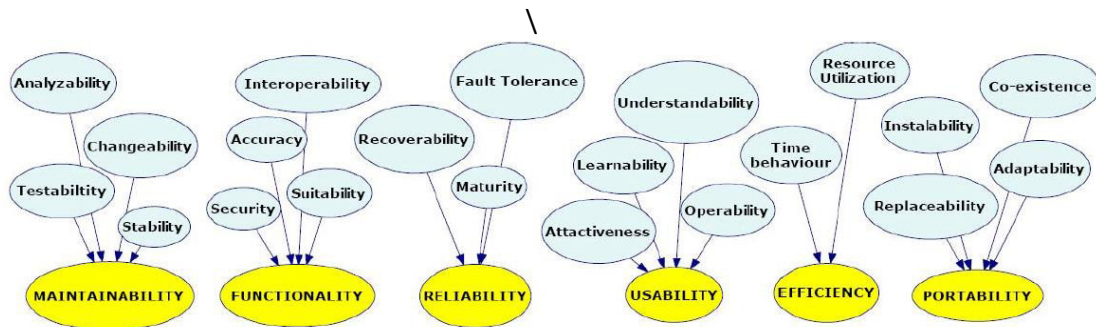 \
Analyzability
Changeability
Testabiltity
Stability
MAINTAINABILITY
Interoperability
Accuracy
Suitability
Security
FUNCTIONALITY
Fault Tolerance
Recoverability
Maturity
RELIABILITY
Understandability
Learnability
Operability
Attactiveness
USABILITY
Resource
Utilization
Time
behaviour
EFFICIENCY
Co-existence
Instalability
Adaptability
Replaceability
PORTABILITY